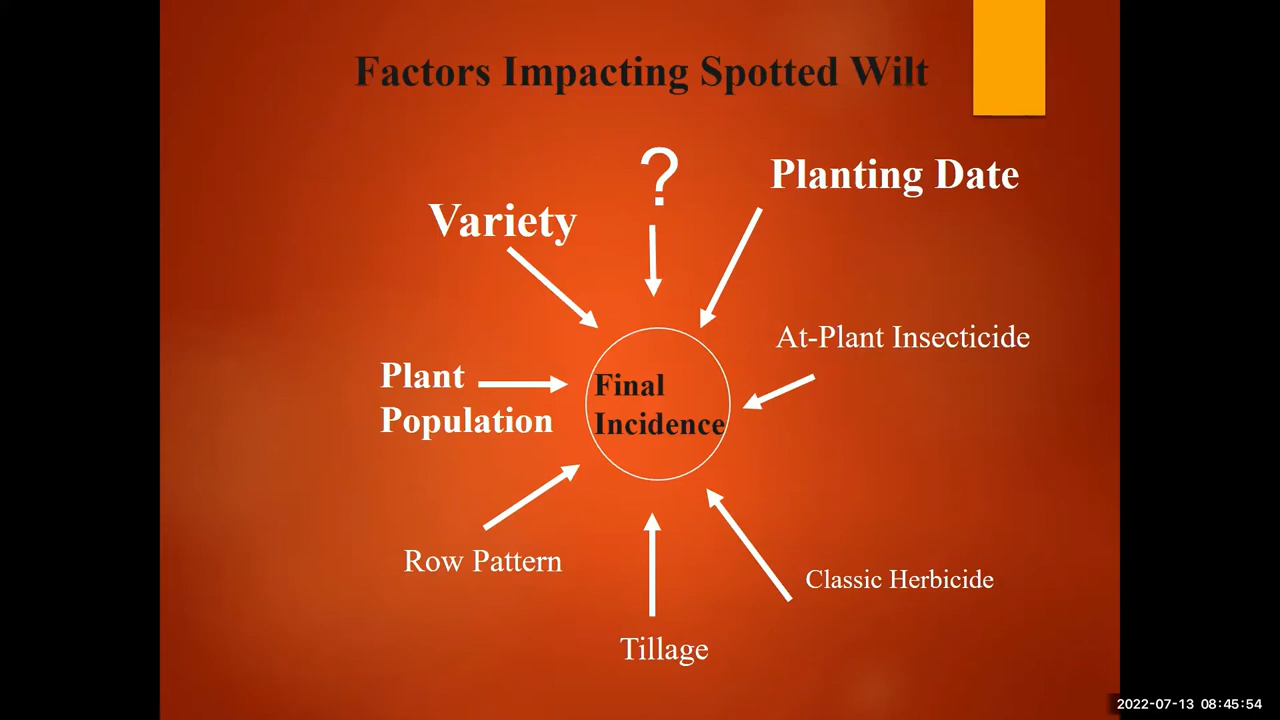 Factors Impacting Spotted Wilt
?
Planting Date
Variety
At-Plant Insecticide
Plant
Population
Final
Incidence
Row Pattern
Classic Herbicide
Tillage
2022-07-13 08:45:54